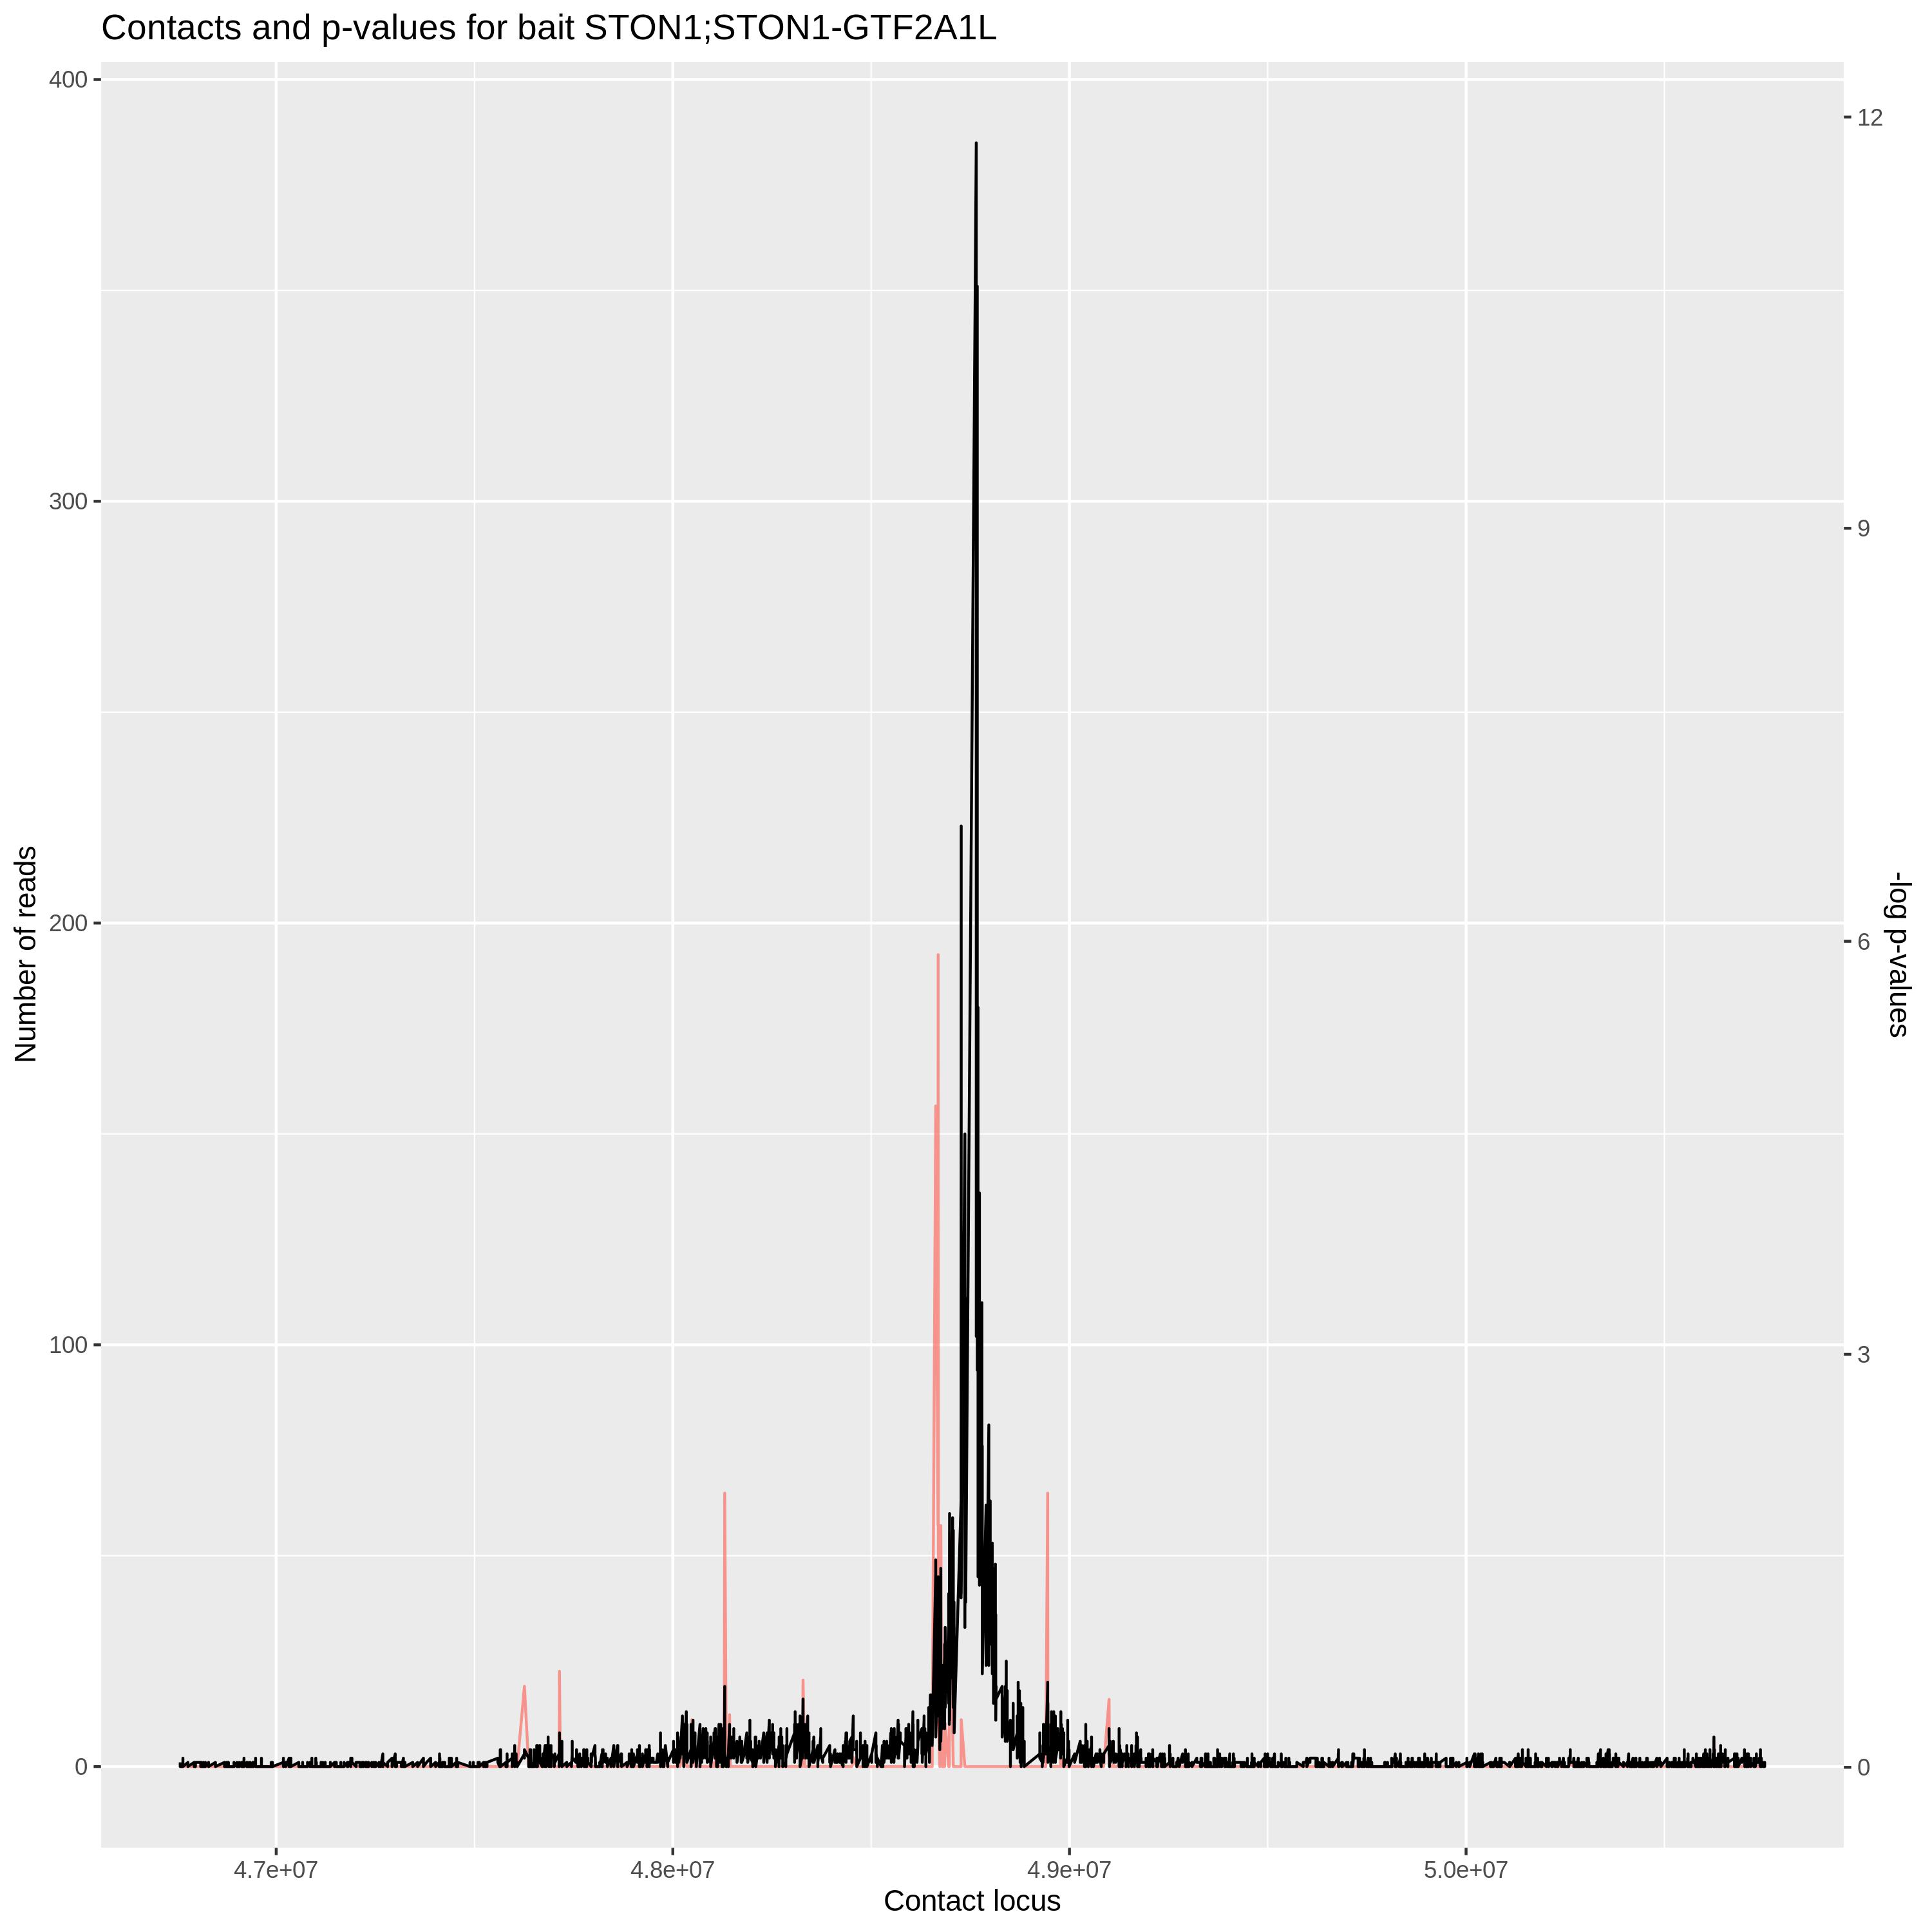 Contacts and p-values for bait STON1;STON1-GTF2A1L
400
300
200
100
0
Number of reads
12
9
6
3
0
-log p-values
4.7e+07
4.8e+07
4.9e+07
5.0e+07
Contact locus